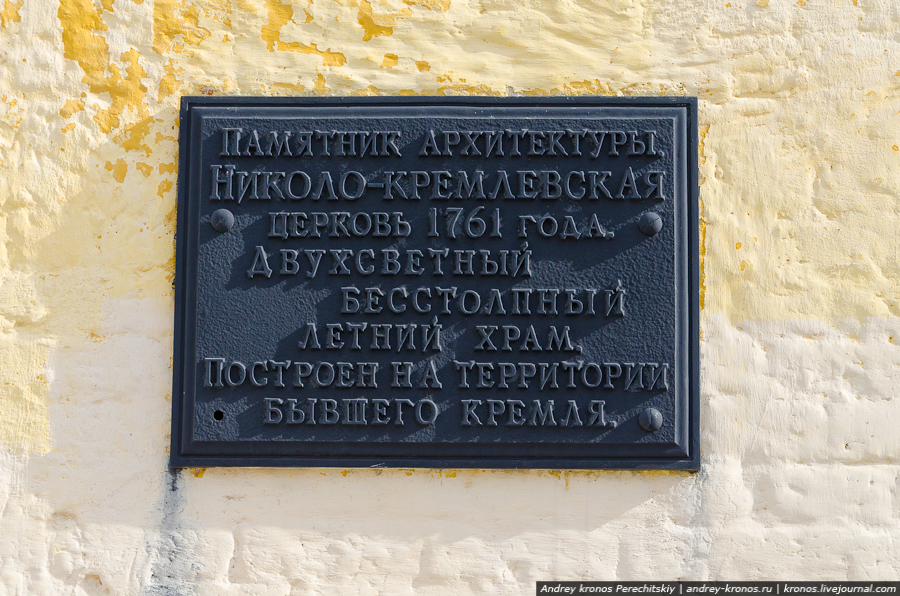 Памятник архитектуры.
Николо-кремлевская
церковь 1761 года.
Двухсветный
бесстолпный
летний храм.
Построен на территории
бывшего кремля.
Andrey kronos Perechitskiy | andrey-kronos.ru | kronos.livejournal.com